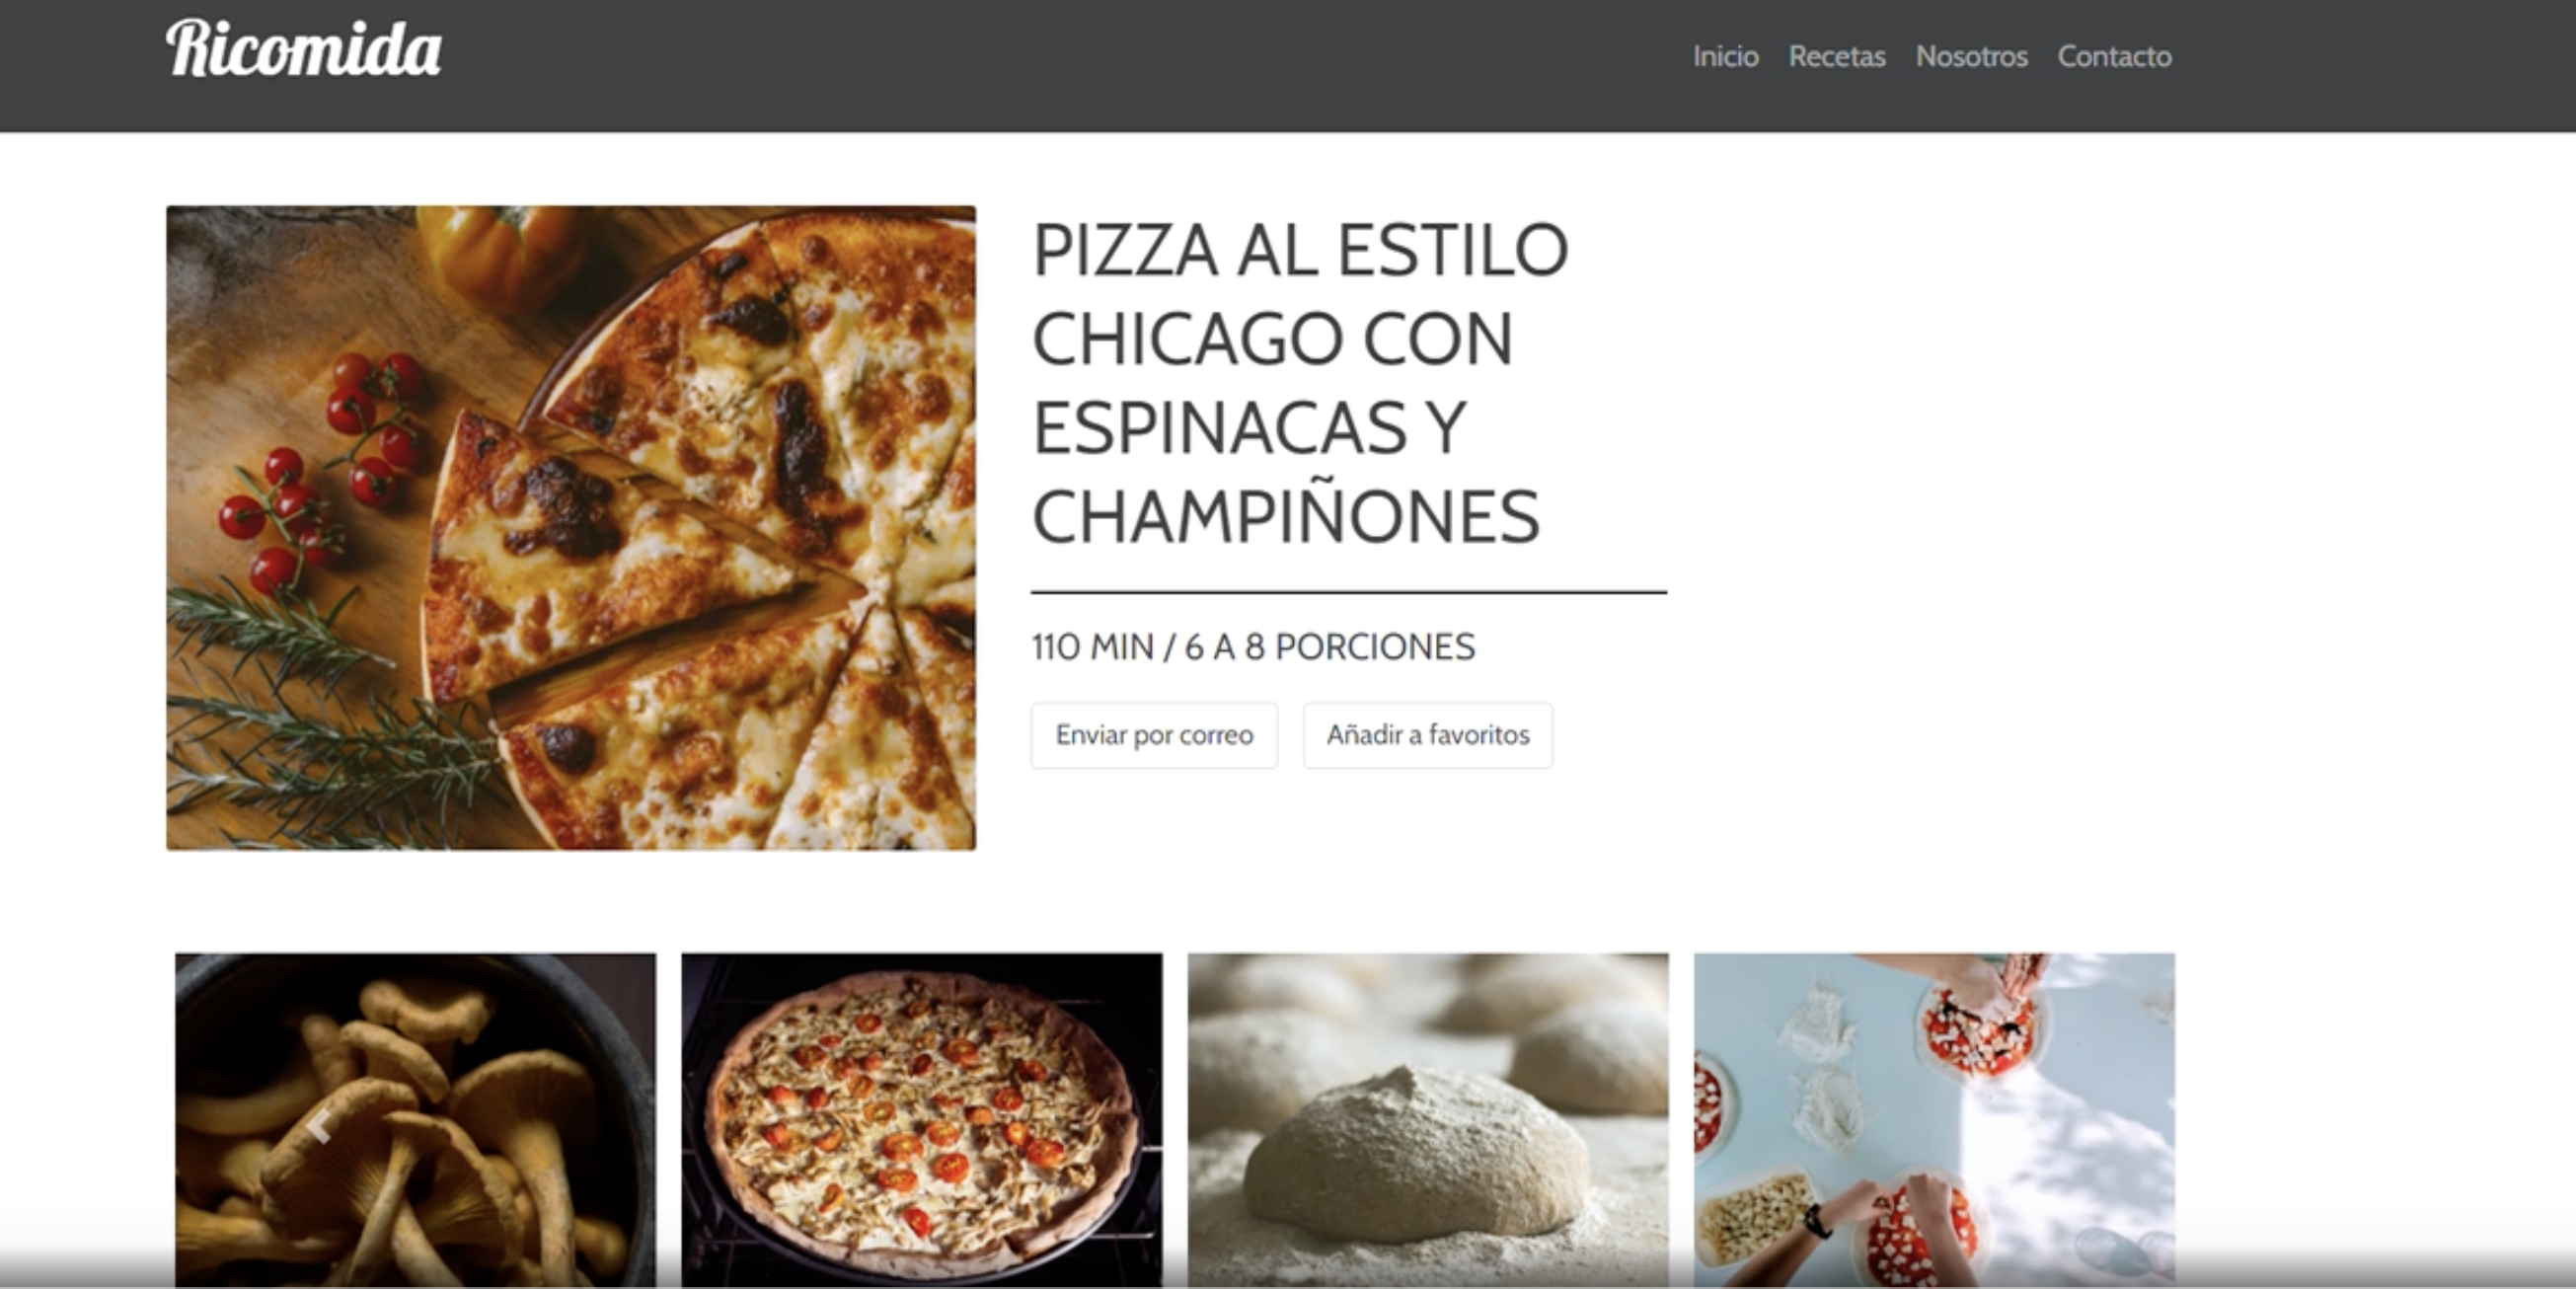 Ricomida
Inicio Recetas Nosotros Contacto
PIZZA AL ESTILO
CHICAGO CON
ESPINACAS Y
CHAMPIÑONES
110 MIN / 6 A 8 PORCIONES
Enviar por correo Añadir a favoritos